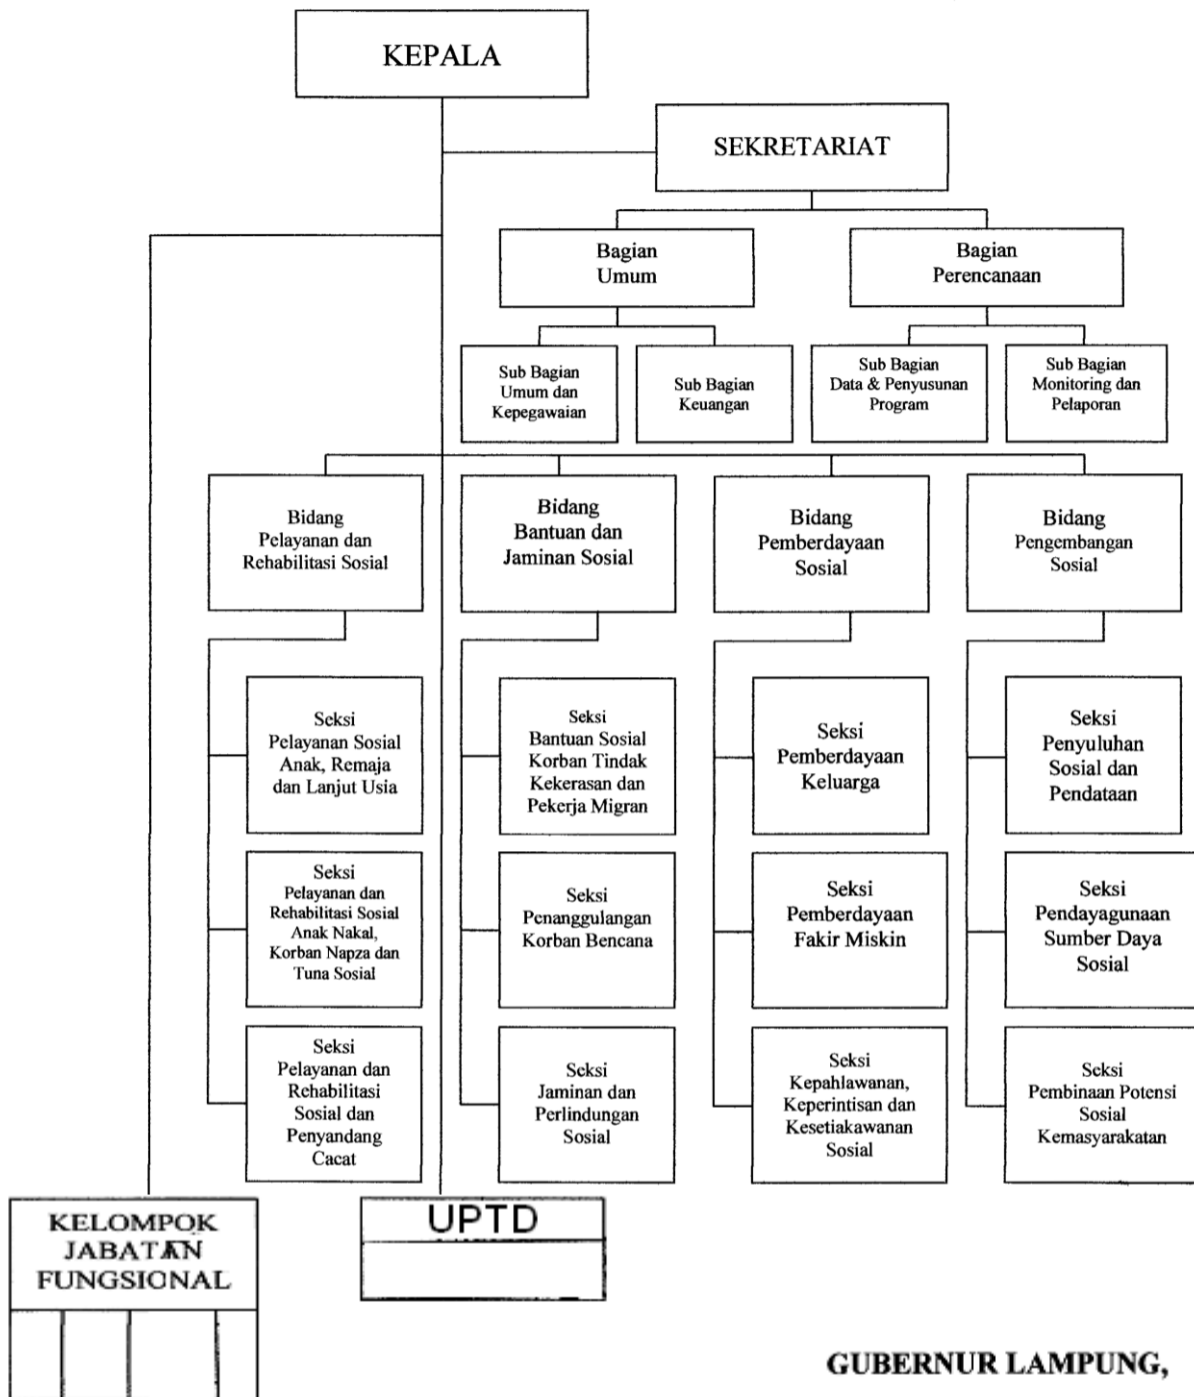 KEPALA
SEKRETARIAT
Bagian
Umum
Bagian
Perencanaan
Sub Bagian
Umum dan
Kepegawaian
Sub Bagian
Keuangan
Sub Bagian
Data & Penyusunan
Program
Sub Bagian
Monitoring dan
Pelaporan
Bidang
Pelayanan dan
Rehabilitasi Sosial
Bidang
Bantuan dan
Jaminan Sosial
Bidang
Pemberdayaan
Sosial
Bidang
Pengembangan
Sosial
Seksi
Pelayanan Sosial
Anak, Remaja
dan Lanjut Usia
Seksi
Bantuan Sosial
Korban Tindak
Kekerasan dan
Pekerja Migran
Seksi
Pemberdayaan
Keluarga
Seksi
Penyuluhan
Sosial dan
Pendataan
Seksi
Pelayanan dan
Rehabilitasi Sosial
Anak Nakal,
Korban Napza dan
Tuna Sosial
Seksi
Penanggulangan
Korban Bencana
Seksi
Pemberdayaan
Fakir Miskin
Seksi
Pendayagunaan
Sumber Daya
Sosial
Seksi
Pelayanan dan
Rehabilitasi
Sosial dan
Penyandang
Cacat
Seksi
Jaminan dan
Perlindungan
Sosial
Seksi
Kepahlawanan,
Keperintisan dan
Kesetiakawanan
Sosial
Seksi
Pembinaan Potensi
Sosial
Kemasyarakatan
KELOMPOK
JABATAN
FUNGSIONAL
UPTD
GUBERNUR LAMPUNG,